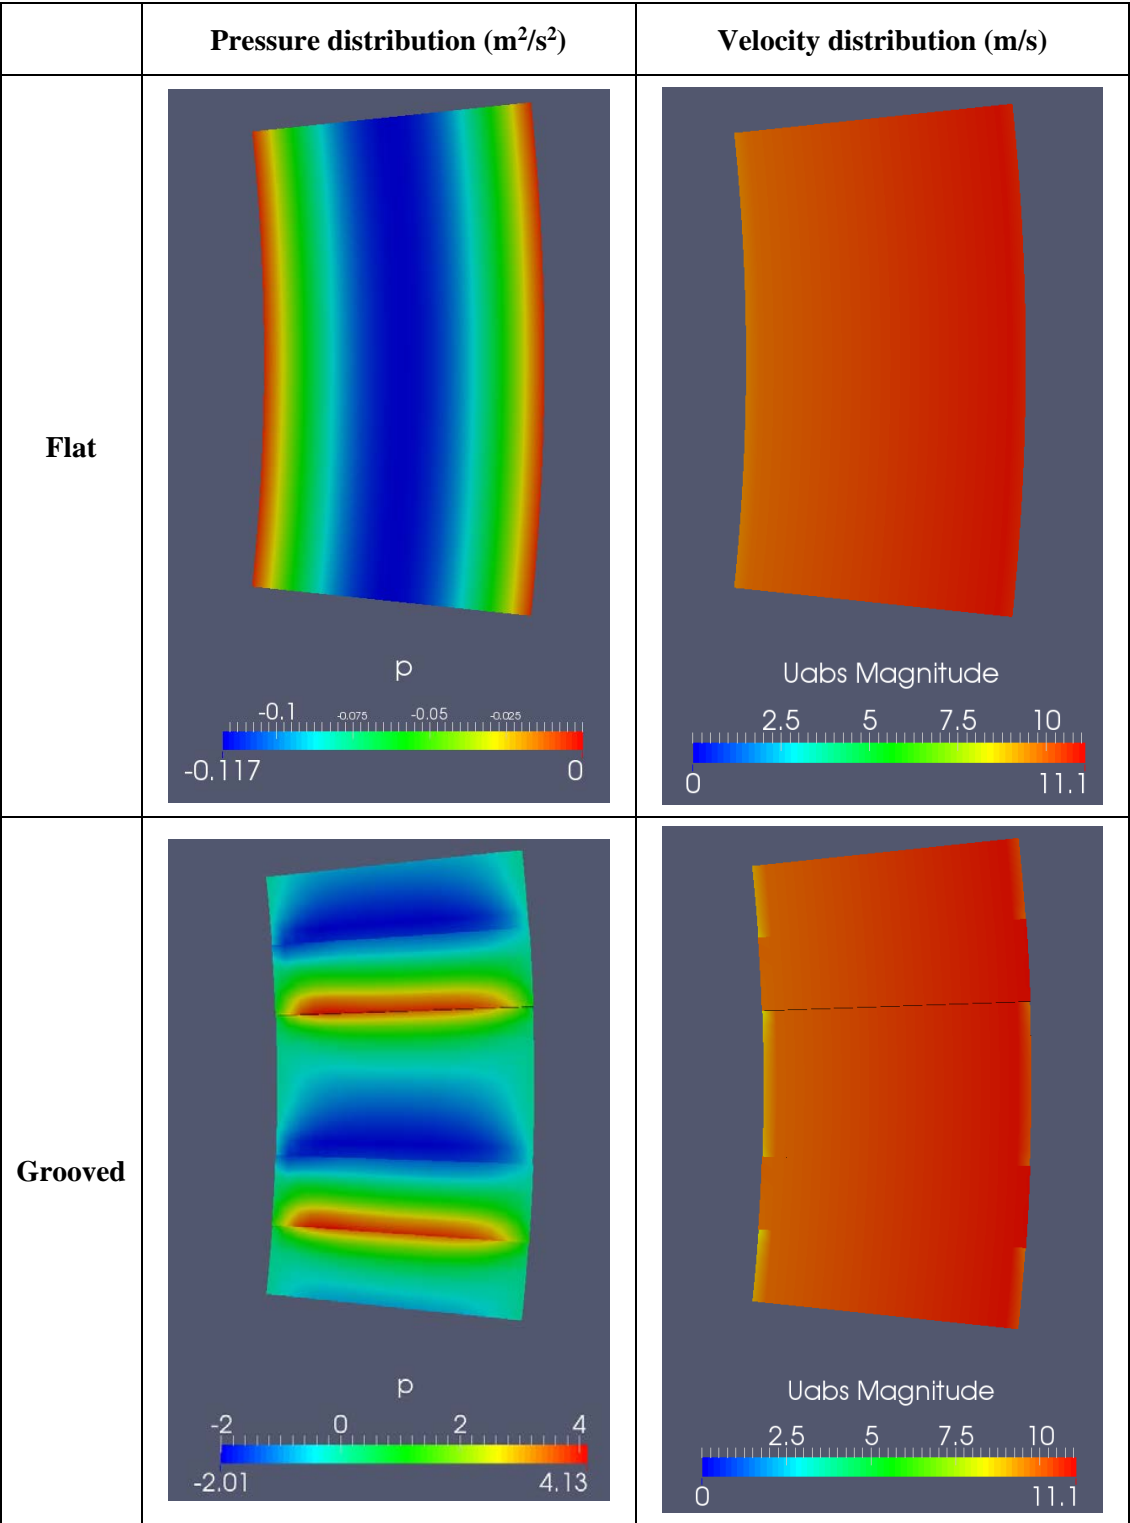 Pressure distribution (m²/s²)
Velocity distribution (m/s)
Flat
p
-0.1 -0.075 -0.05 -0.025
-0.117 0
Uabs Magnitude
2.5 5 7.5 10
0 11.1
Grooved
p
-2 0 2 4
-2.01 4.13
Uabs Magnitude
2.5 5 7.5 10
0 11.1